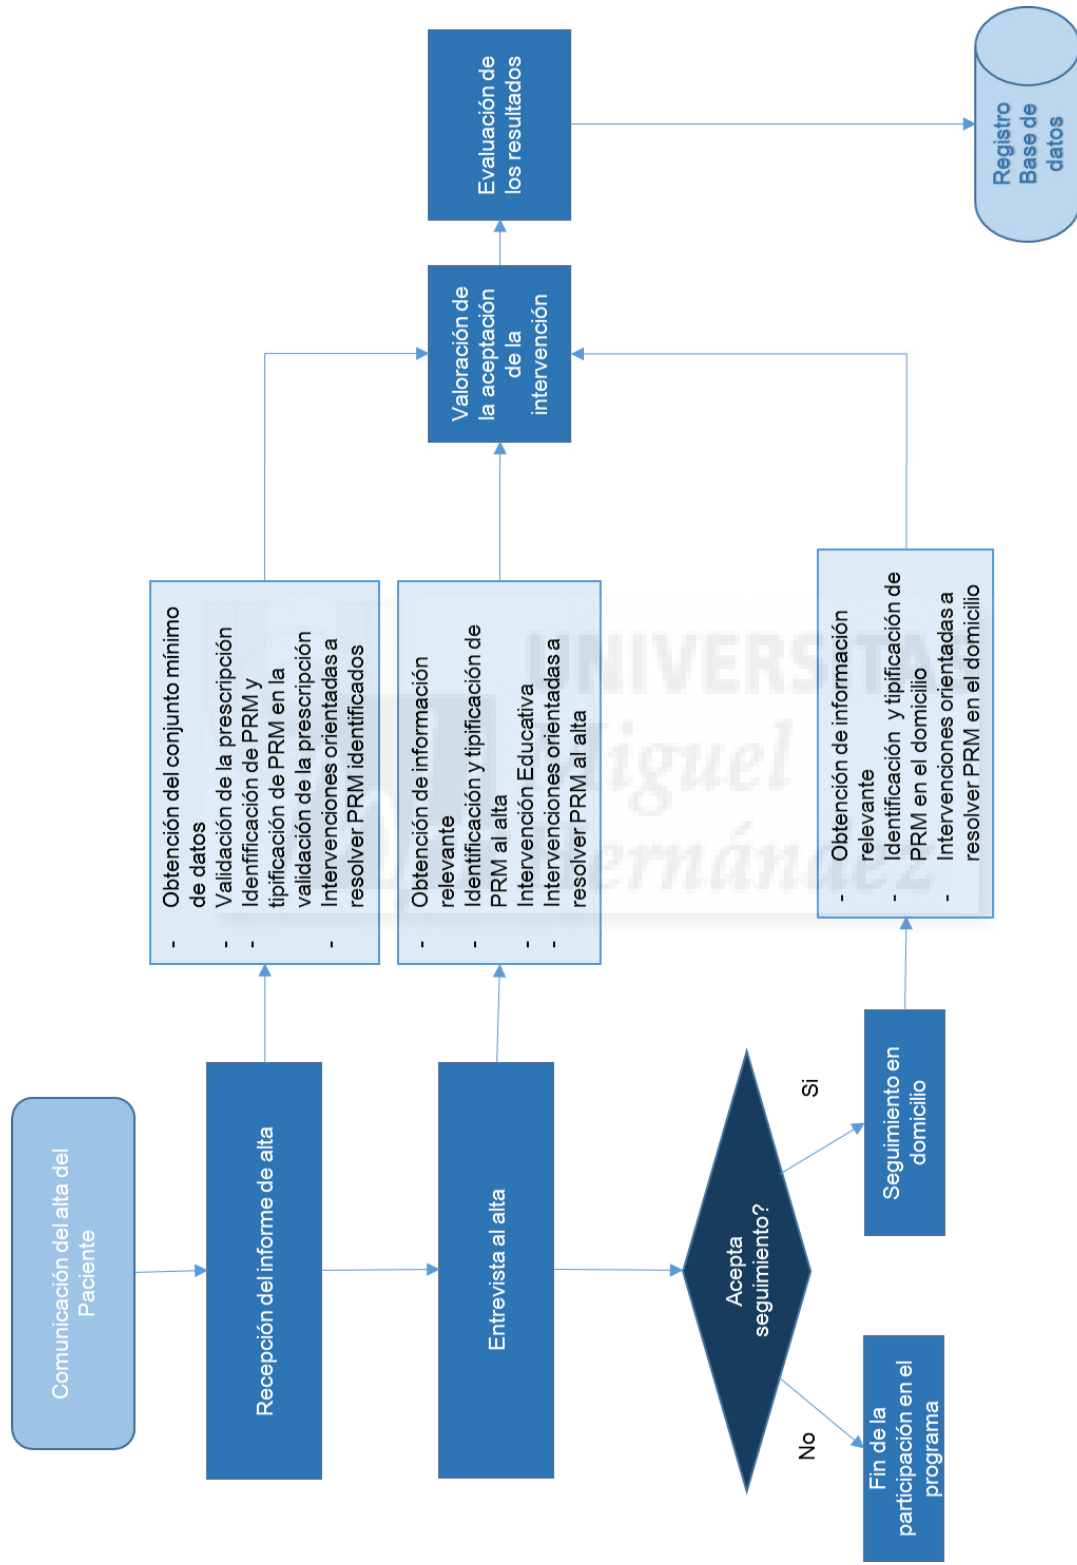 Comunicación del alta del
Paciente
Recepción del informe de alta
- Obtención del conjunto mínimo
de datos
- Validación de la prescripción
- Idenfificación de PRM y
tipificación de PRM en la
validación de la prescripción
- Intervenciones orientadas a
resolver PRM identificados
Entrevista al alta
- Obtención de información
relevante
- Identificación y tipificación de
PRM al alta
- Intervención Educativa
- Intervenciones orientadas a
resolver PRM al alta
Valoración de
la aceptación
de la
intervención
Evaluación de
los resultados
Acepta
seguimiento?
No
Si
Fin de la
participación en el
programa
Seguimiento en
domicilio
- Obtención de información
relevante
- Identificación y tipificación de
PRM en el domicilio
- Intervenciones orientadas a
resolver PRM en el domicilio
Registro
Base de
datos
UNIVERSITAS
Miguel
Hernández